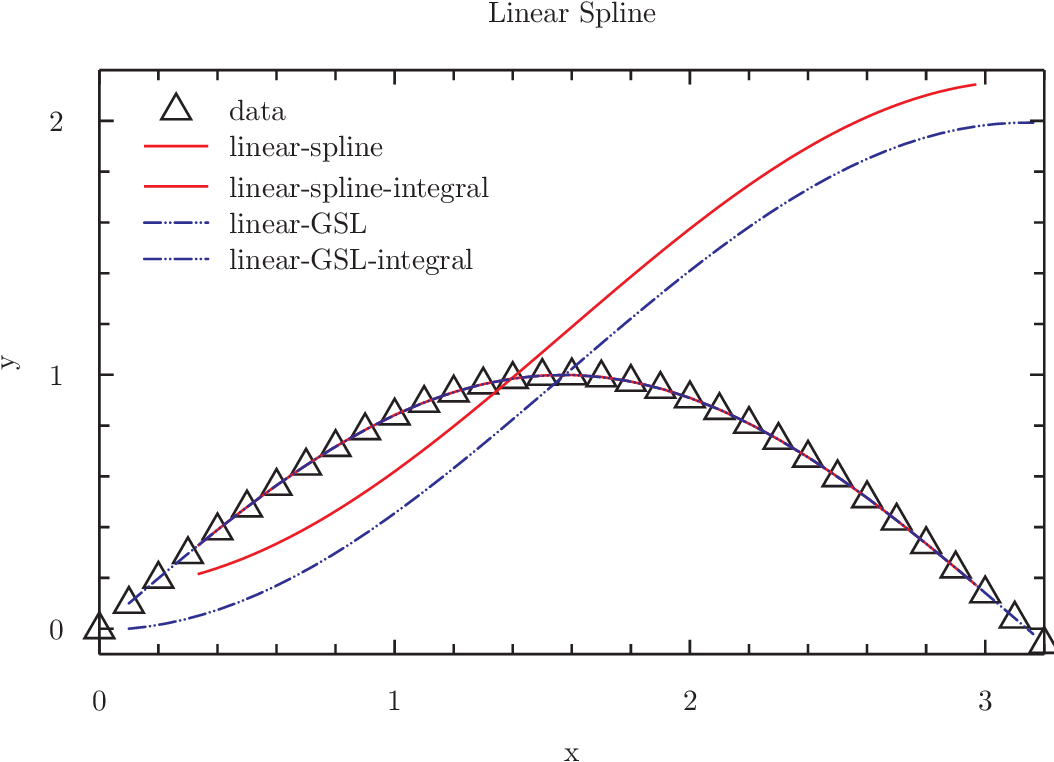 Linear Spline
data
linear-spline
linear-spline-integral
linear-GSL
linear-GSL-integral
2
1
0
y
0 1 2 3
x